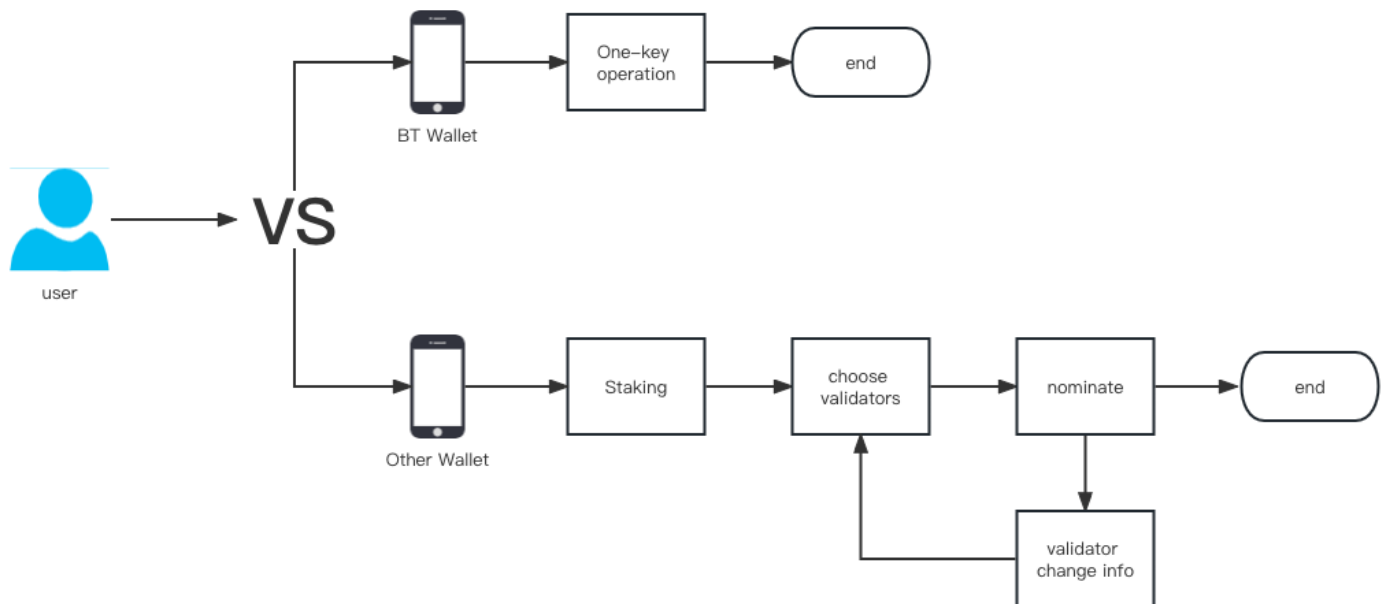 One-key
operation
end
BT Wallet
VS
user
Staking
choose
validators
nominate
end
Other Wallet
validator
change info